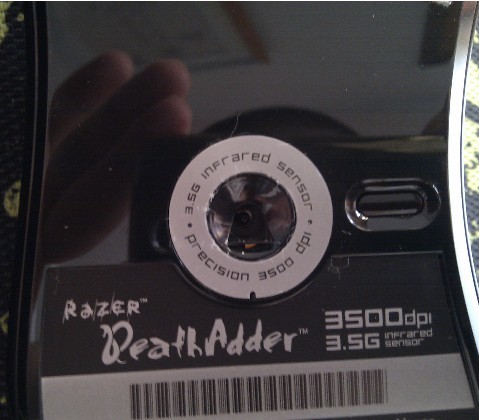 3.5G infrared sensor
precision 3500 dpi
RAZER™
DeathAdder™
3500dpi
3.5G infrared
sensor